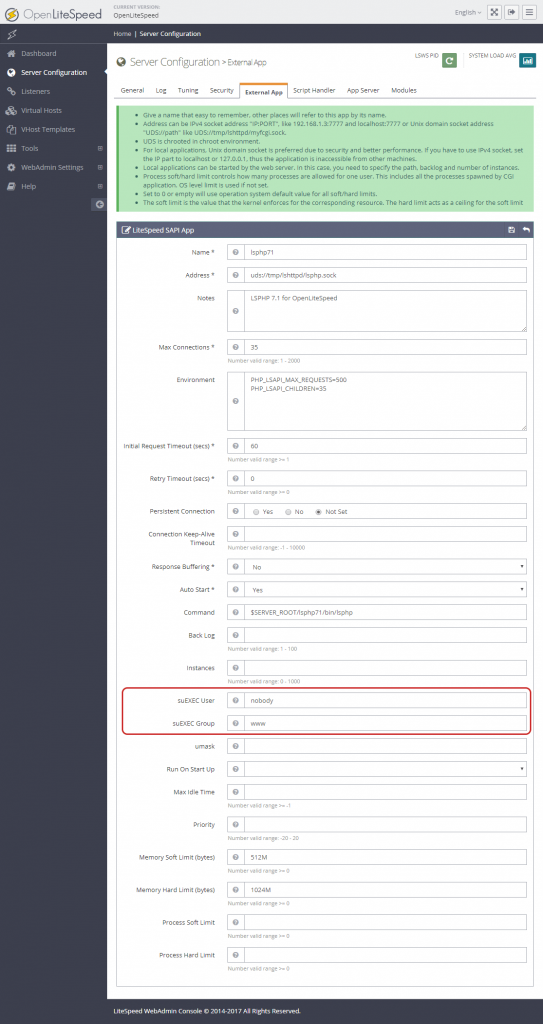 OpenLiteSpeed
CURRENT VERSION:
OpenLiteSpeed
English
Home | Server Configuration
Dashboard
Server Configuration
Listeners
Virtual Hosts
VHost Templates
Tools
WebAdmin Settings
Help
Server Configuration > External App
LSWS PID
SYSTEM LOAD AVG
General
Log
Tuning
Security
External App
Script Handler
App Server
Modules
Give a name that easy to remember, other places will refer to this app by its name.
Address can be IPv4 socket address "IP:PORT", like 192.168.1.3:7777 and localhost:7777 or Unix domain socket address
"UDS://path" like UDS://tmp/lshttpd/myfcgi.sock.
UDS is chrooted in chroot environment.
For local applications, Unix domain socket is preferred due to security and better performance. If you have to use IPv4 socket, set
the IP part to localhost or 127.0.0.1, thus the application is inaccessible from other machines.
Local applications can be started by the web server. In this case, you need to specify the path, backlog and number of instances.
Process soft/hard limit controls how many processes are allowed for one user. This includes all the processes spawned by CGI
application. OS level limit is used if not set.
Set to 0 or empty will use operation system default value for all soft/hard limits.
The soft limit is the value that the kernel enforces for the corresponding resource. The hard limit acts as a ceiling for the soft limit
LiteSpeed SAPI App
Name * lsphp71
Address * uds://tmp/lshttpd/lsphp.sock
Notes LSPHP 7.1 for OpenLiteSpeed
Max Connections * 35
Number valid range: 1 - 2000
Environment PHP_LSAPI_MAX_REQUESTS=500
PHP_LSAPI_CHILDREN=35
Initial Request Timeout (secs) * 60
Number valid range >= 1
Retry Timeout (secs) * 0
Number valid range >= 0
Persistent Connection Yes No Not Set
Connection Keep-Alive
Timeout
Number valid range: -1 - 10000
Response Buffering * No
Auto Start * Yes
Command $SERVER_ROOT/lsphp71/bin/lsphp
Back Log
Number valid range: 1 - 100
Instances
Number valid range: 0 - 1000
suEXEC User nobody
suEXEC Group www
umask
Run On Start Up
Max Idle Time
Number valid range >= -1
Priority
Number valid range: -20 - 20
Memory Soft Limit (bytes) 512M
Number valid range >= 0
Memory Hard Limit (bytes) 1024M
Number valid range >= 0
Process Soft Limit
Number valid range >= 0
Process Hard Limit
Number valid range >= 0
LiteSpeed WebAdmin Console © 2014-2017 All Rights Reserved.